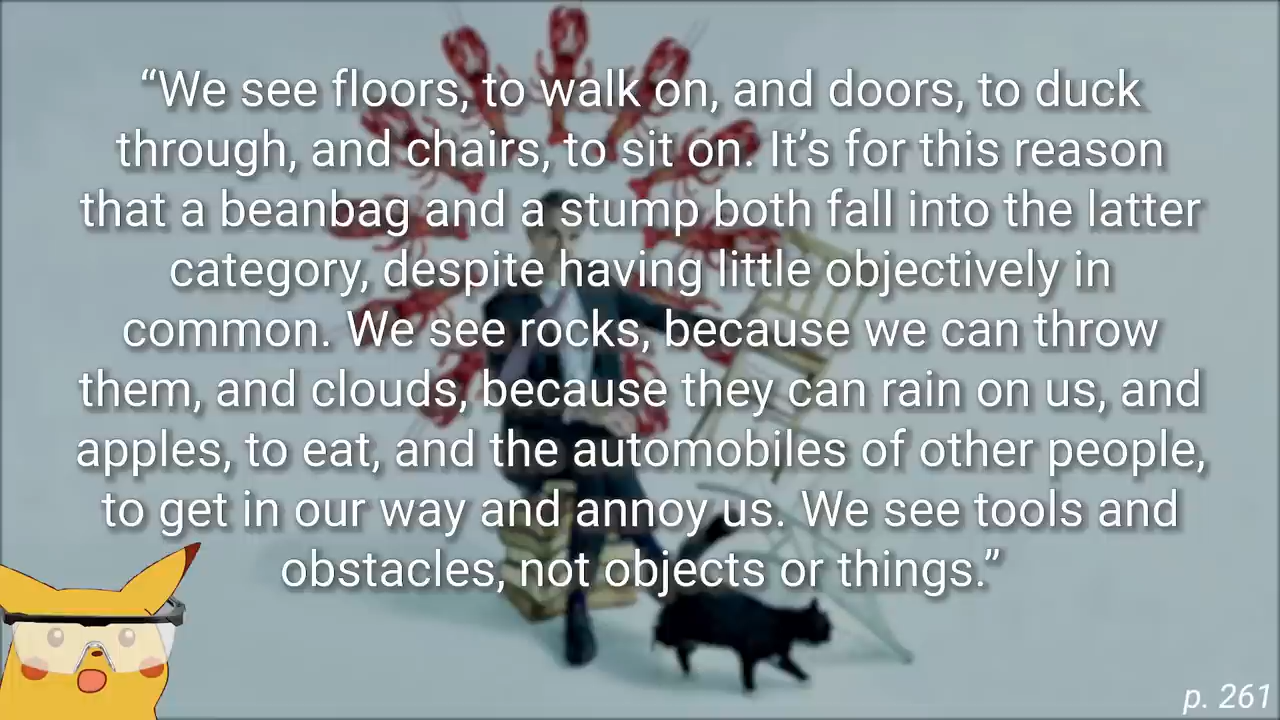 “We see floors, to walk on, and doors, to duck
through, and chairs, to sit on. It’s for this reason
that a beanbag and a stump both fall into the latter
category, despite having little objectively in
common. We see rocks, because we can throw
them, and clouds, because they can rain on us, and
apples, to eat, and the automobiles of other people,
to get in our way and annoy us. We see tools and
obstacles, not objects or things.”
p. 261